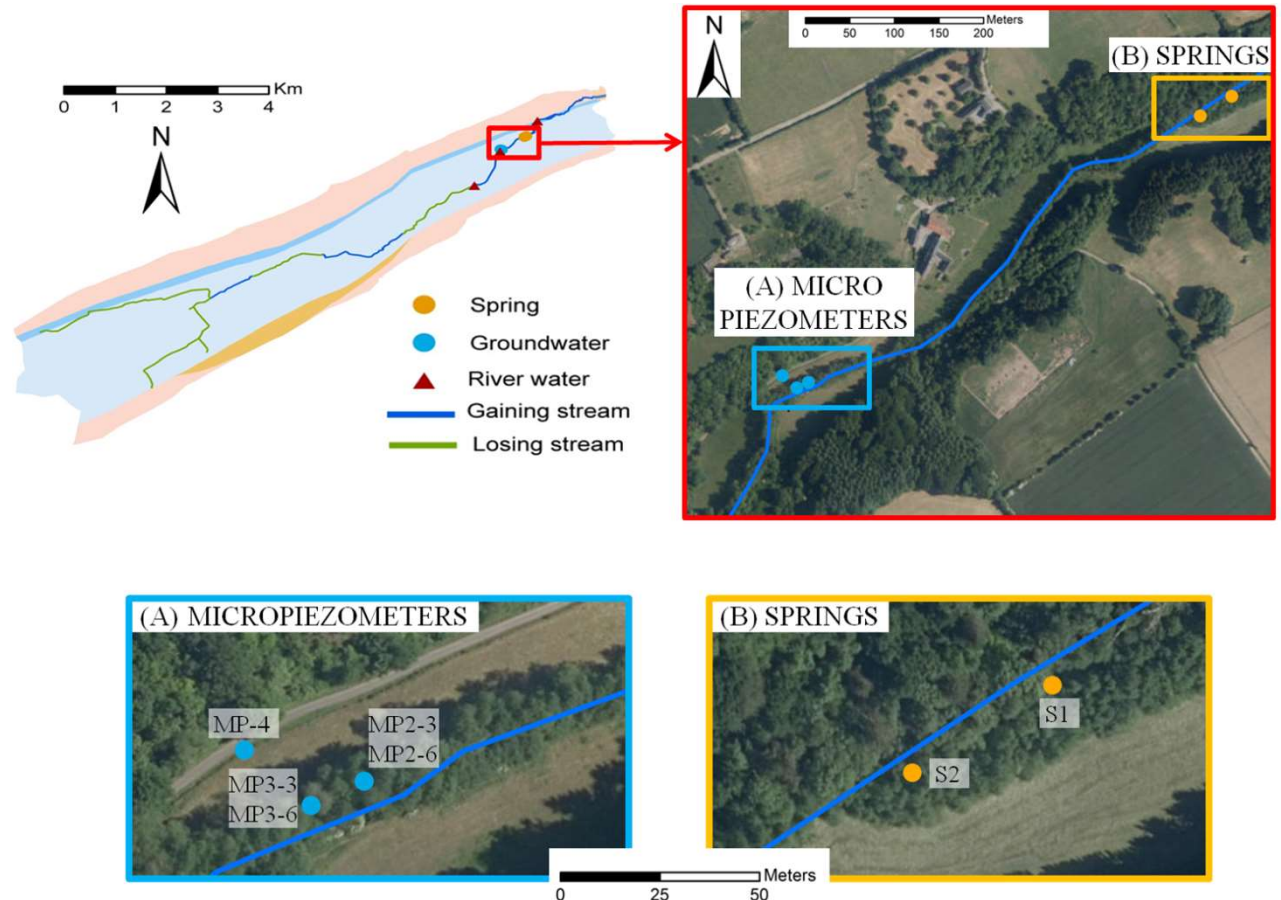 0 1 2 3 4 Km
N
Spring
Groundwater
River water
Gaining stream
Losing stream
N
Meters
0 50 100 150 200
(B) SPRINGS
(A) MICRO
PIEZOMETERS
(A) MICROPIEZOMETERS
MP-4
MP2-3
MP2-6
MP3-3
MP3-6
(B) SPRINGS
S1
S2
Meters
0 25 50